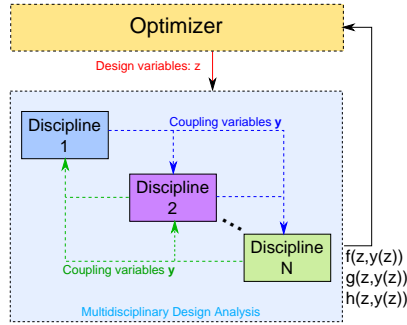 Optimizer
Design variables: z
Discipline
1
Coupling variables y
Discipline
2
Discipline
N
Coupling variables y
Multidisciplinary Design Analysis
f(z,y(z))
g(z,y(z))
h(z,y(z))